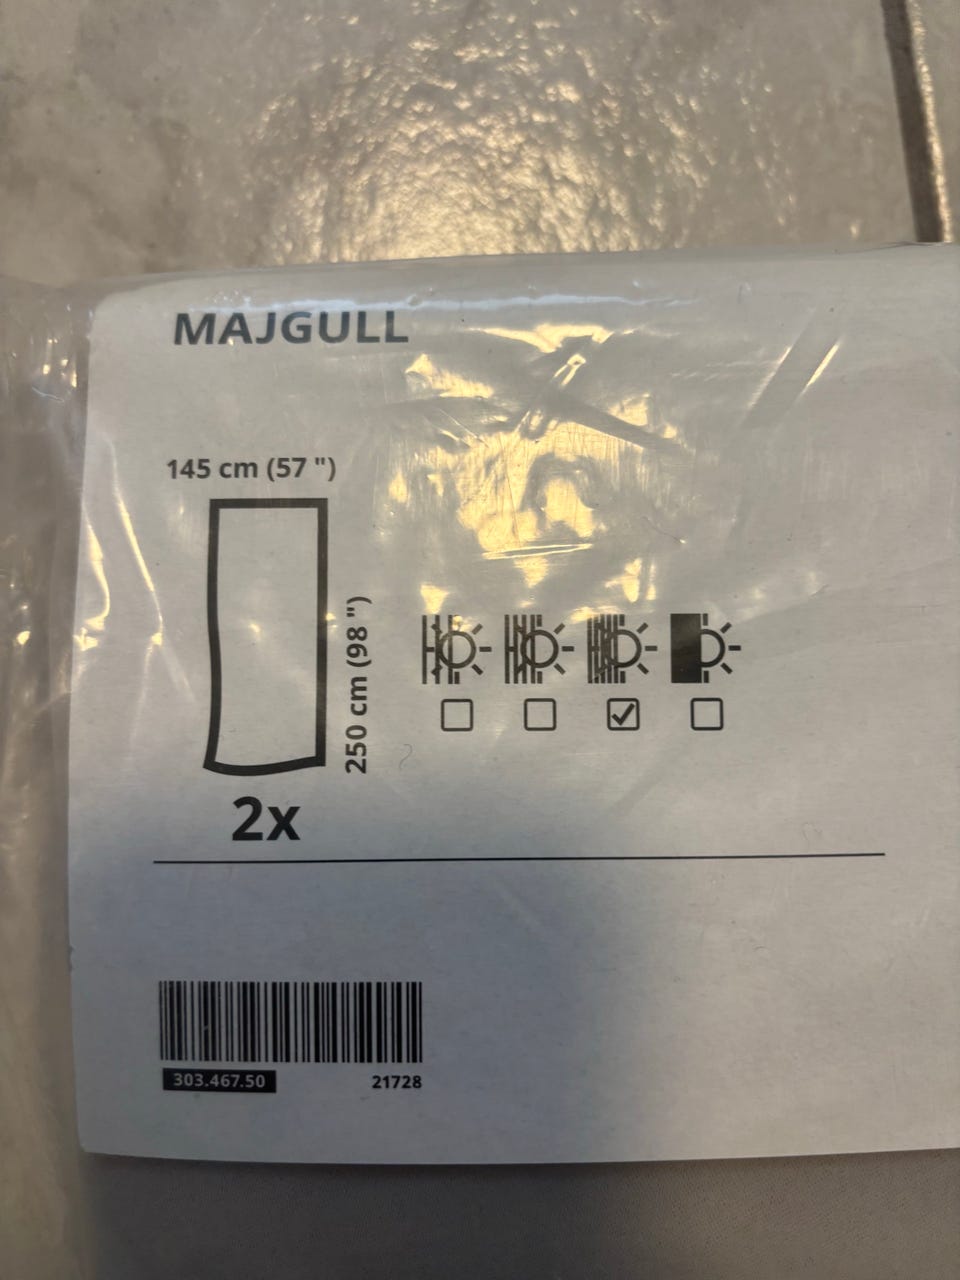 MAJGULL
145 cm (57 ")
250 cm (98 ")
2x
303.467.50
21728